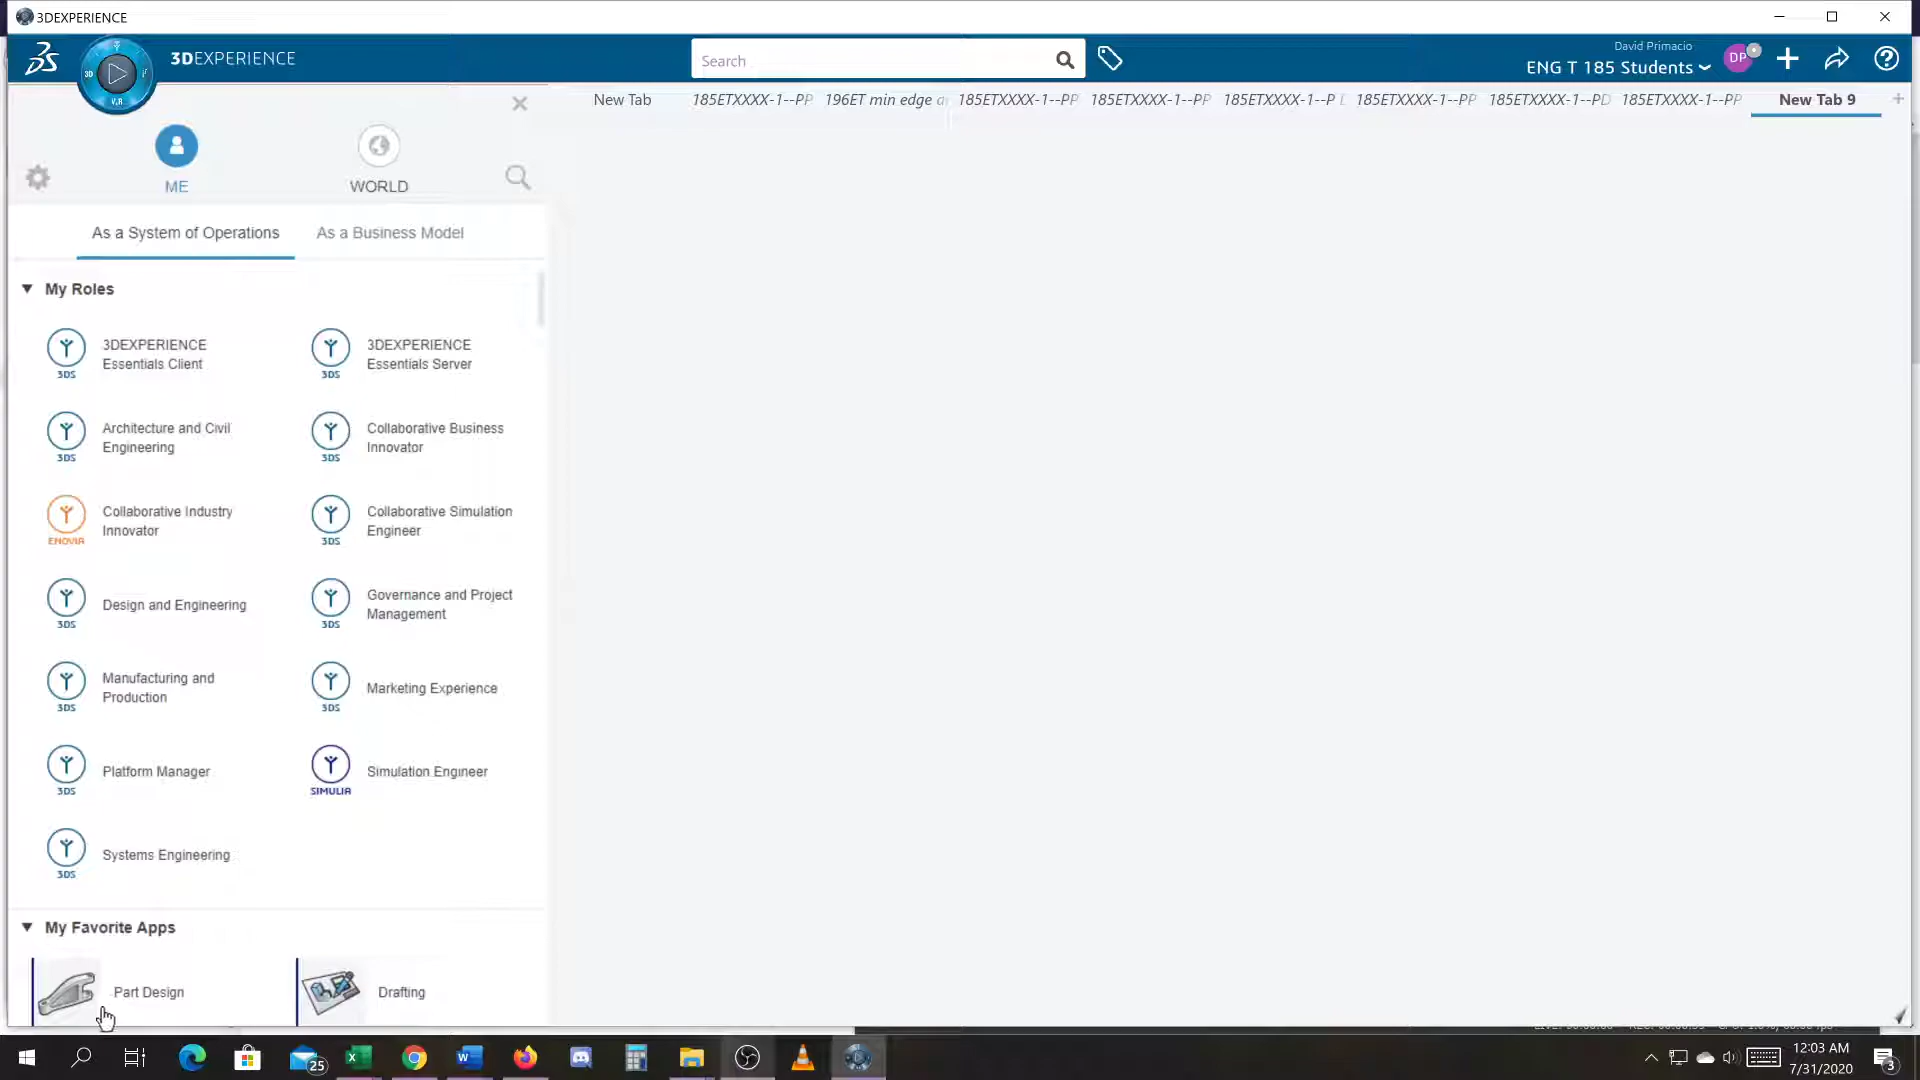 3DEXPERIENCE
3DEXPERIENCE
Search
David Primacio
ENG T 185 Students
DP
3D
V.R
New Tab
185ETXXXX-1--PP
196ET min edge
185ETXXXX-1--PP
185ETXXXX-1--PP
185ETXXXX-1--P
185ETXXXX-1--PP
185ETXXXX-1--PD
185ETXXXX-1--PP
New Tab 9
ME
WORLD
As a System of Operations
As a Business Model
My Roles
3DS
3DEXPERIENCE
Essentials Client
3DS
3DEXPERIENCE
Essentials Server
3DS
Architecture and Civil
Engineering
3DS
Collaborative Business
Innovator
ENOVIA
Collaborative Industry
Innovator
3DS
Collaborative Simulation
Engineer
3DS
Design and Engineering
3DS
Governance and Project
Management
3DS
Manufacturing and
Production
3DS
Marketing Experience
3DS
Platform Manager
SIMULIA
Simulation Engineer
3DS
Systems Engineering
My Favorite Apps
Part Design
Drafting
25
12:03 AM
7/31/2020
3